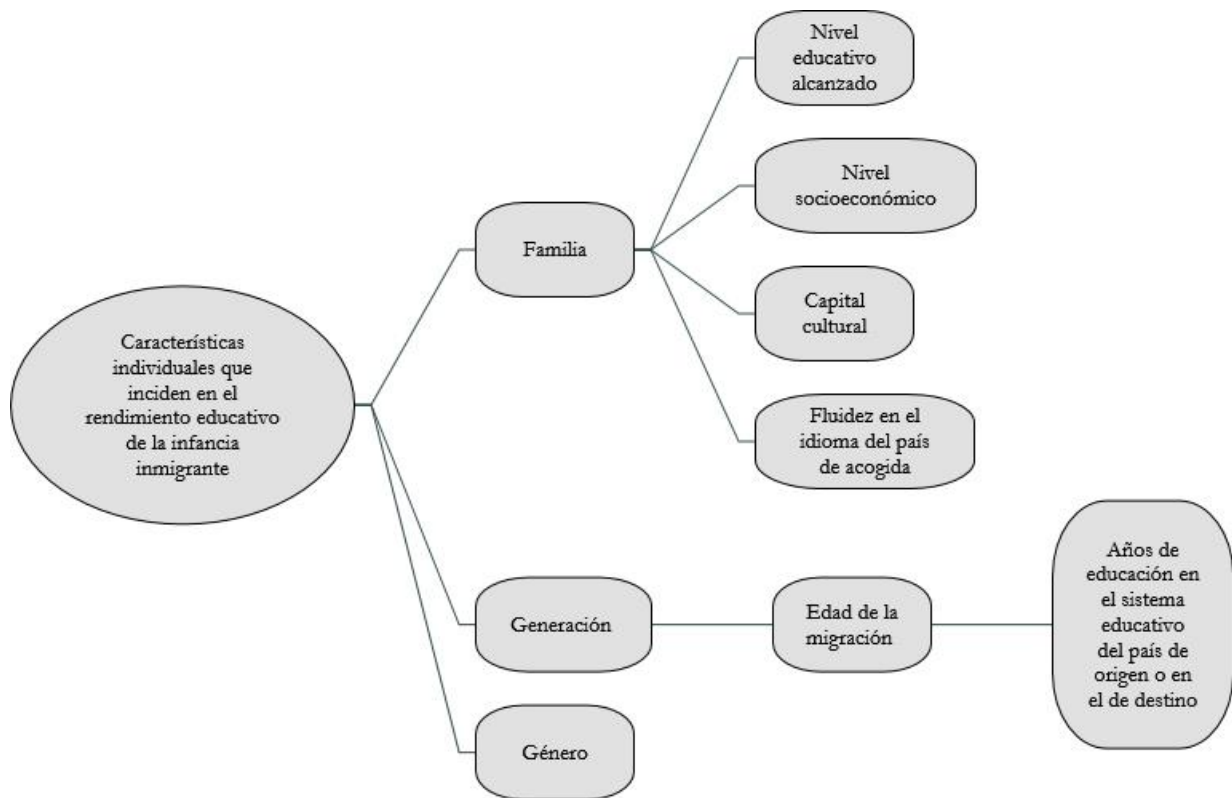 Nivel
educativo
alcanzado
Nivel
socioeconómico
Familia
Capital
cultural
Características
individuales que
inciden en el
rendimiento educativo
de la infancia
inmigrante
Fluidez en el
idioma del país
de acogida
Generación
Edad de la
migración
Años de
educación en
el sistema
educativo
del país de
origen o en
el de destino
Género